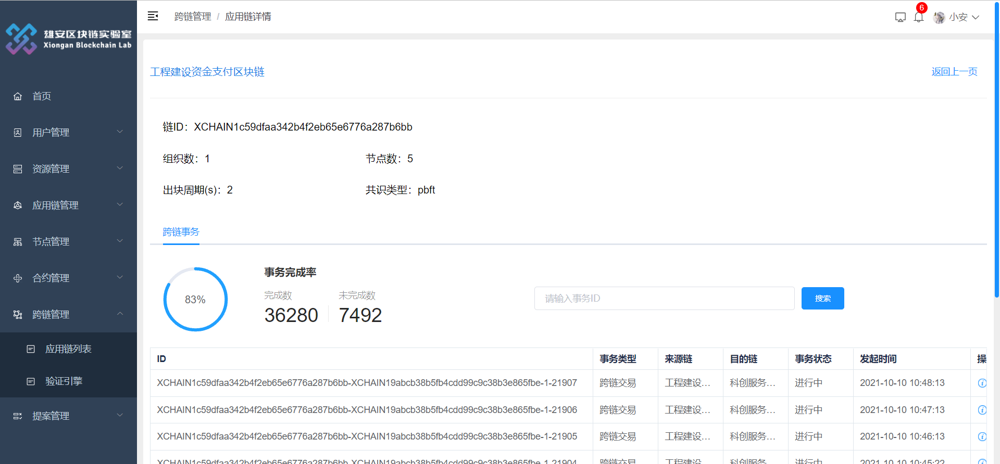 雄安区块链实验室
Xiongan Blockchain Lab
首页
用户管理
资源管理
应用链管理
节点管理
合约管理
跨链管理
应用链列表
验证引擎
提案管理
跨链管理 / 应用链详情
6
小安
工程建设资金支付区块链
返回上一页
链ID：XCHAIN1c59dfaa342b4f2eb65e6776a287b6bb
组织数：1 节点数：5
出块周期(s)：2 共识类型：pbft
跨链事务
83%
事务完成率
完成数 未完成数
36280 7492
请输入事务ID
搜索
ID 事务类型 来源链 目的链 事务状态 发起时间 操
XCHAIN1c59dfaa342b4f2eb65e6776a287b6bb-XCHAIN19abcb38b5fb4cdd99c9c38b3e865fbe-1-21907 跨链交易 工程建设... 科创服务... 进行中 2021-10-10 10:48:13
XCHAIN1c59dfaa342b4f2eb65e6776a287b6bb-XCHAIN19abcb38b5fb4cdd99c9c38b3e865fbe-1-21906 跨链交易 工程建设... 科创服务... 进行中 2021-10-10 10:47:13
XCHAIN1c59dfaa342b4f2eb65e6776a287b6bb-XCHAIN19abcb38b5fb4cdd99c9c38b3e865fbe-1-21905 跨链交易 工程建设... 科创服务... 进行中 2021-10-10 10:46:13
XCHAIN1c59dfaa342b4f2eb65e6776a287b6bb-XCHAIN19abcb38b5fb4cdd99c9c38b3e865fbe-1-21904 跨链交易 工程建设... 科创服务... 进行中 2021-10-10 10:45:22